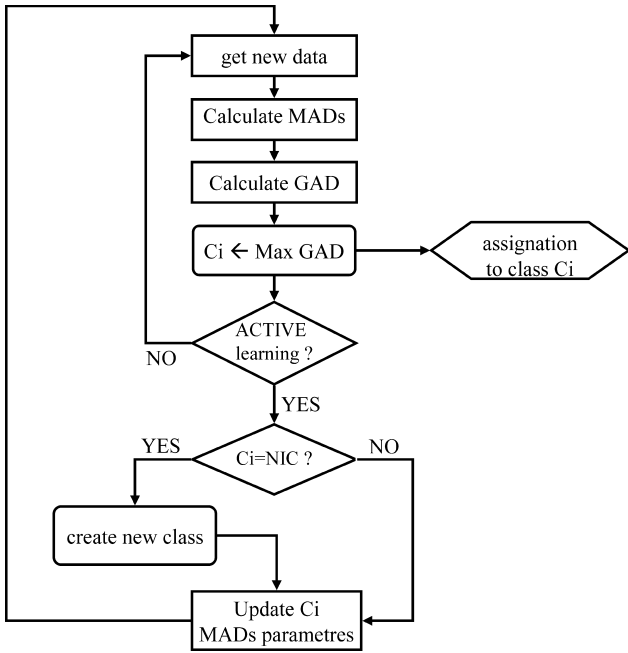 get new data
Calculate MADs
Calculate GAD
Ci ← Max GAD
assignation
to class Ci
ACTIVE
learning ?
NO
YES
YES
Ci=NIC ?
NO
create new class
Update Ci
MADs parametres